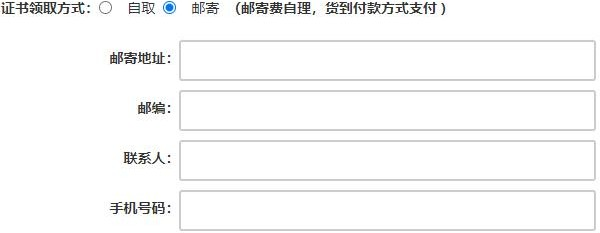 证书领取方式： 自取 邮寄 （邮寄费自理，货到付款方式支付 ）
邮寄地址：
邮编：
联系人：
手机号码：